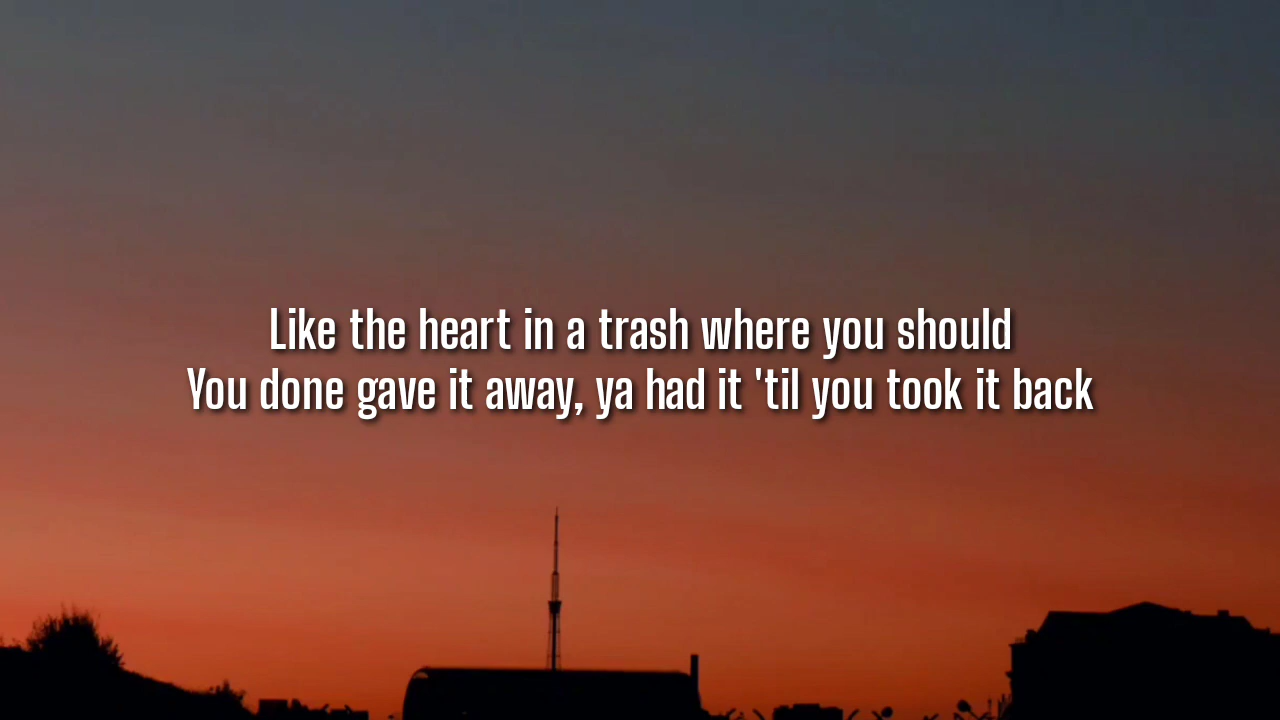 Like the heart in a trash where you should
You done gave it away, ya had it 'til you took it back